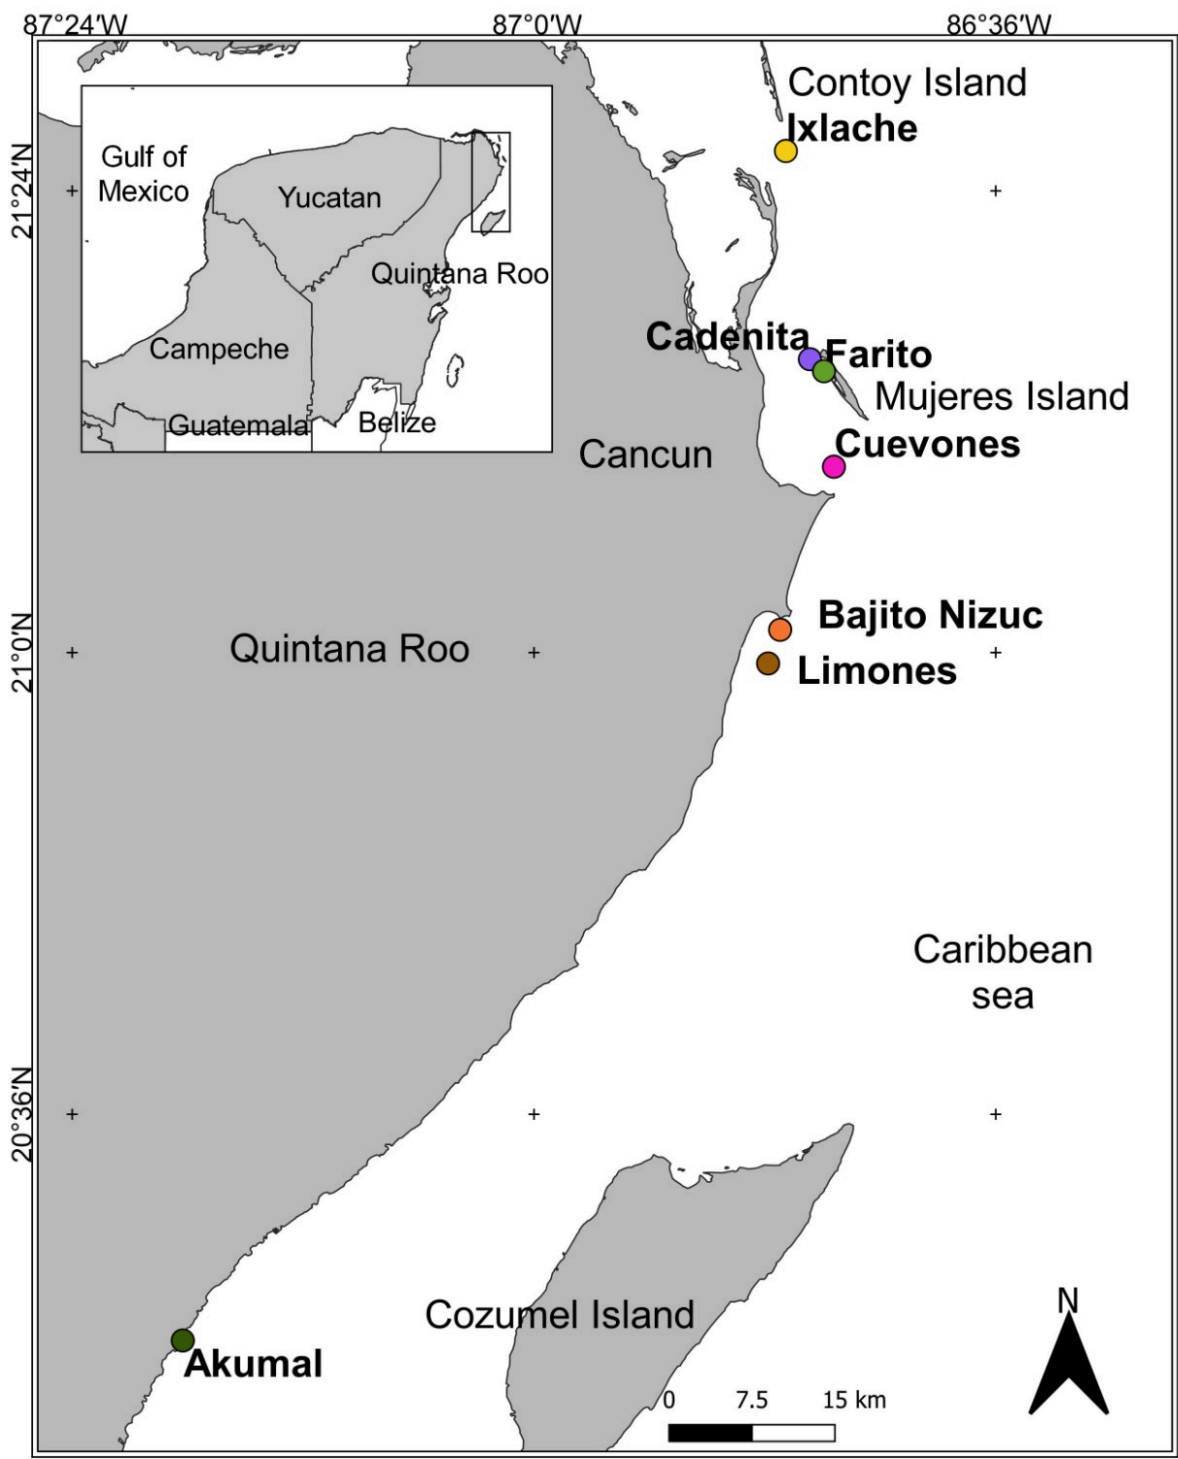 87°24'W 87°0'W 86°36'W
Contoy Island
Ixlache
21°24'N
Gulf of
Mexico
Yucatan
Quintana Roo
Campeche
Guatemala
Belize
Cadenita
Farito
Mujeres Island
Cuevones
Cancun
21°0'N
Bajito Nizuc
Quintana Roo
Limones
Caribbean
sea
20°36'N
Cozumel Island
Akumal
N
0 7.5 15 km